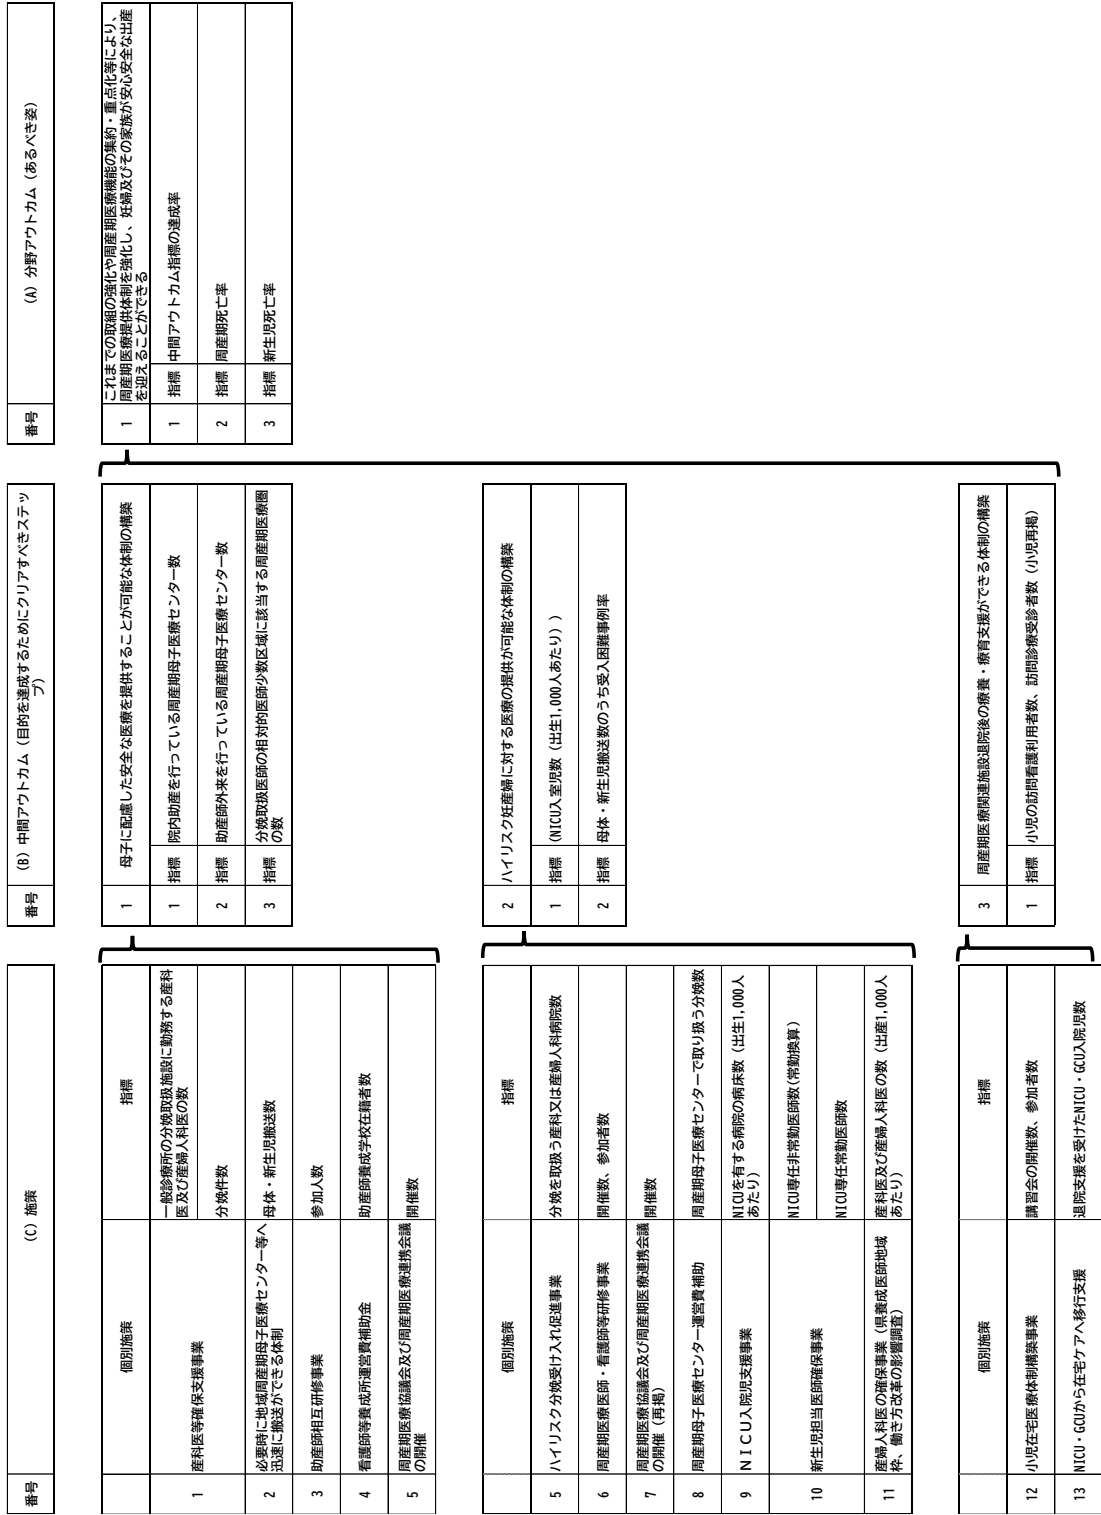 番号
(C) 施策
番号
(B) 中間アウトカム（目的を達成するためにクリアすべきステッ
プ）
番号
(A) 分野アウトカム（あるべき姿）
個別施策
指標
1
産科医等確保支援事業
一般診療所の分娩取扱施設に勤務する産科
医及び産婦人科医の数
分娩件数
2
必要時に地域周産期母子医療センター等へ
迅速に搬送ができる体制
母体・新生児搬送数
3
助産師相互研修事業
参加人数
4
看護師等養成所運営費補助金
助産師養成学校在籍者数
5
周産期医療協議会及び周産期医療連携会議
の開催
開催数
1
母子に配慮した安全な医療を提供することが可能な体制の構築
1
指標
院内助産を行っている周産期母子医療センター数
2
指標
助産師外来を行っている周産期母子医療センター数
3
指標
分娩取扱医師の相対的医師少数区域に該当する周産期医療圏
の数
1
これまでの取組の強化や周産期医療機能の集約・重点化等により、
周産期医療提供体制を強化し、妊婦及びその家族が安心安全な出産
を迎えることができる
1
指標
中間アウトカム指標の達成率
2
指標
周産期死亡率
3
指標
新生児死亡率
個別施策
指標
5
ハイリスク分娩受け入れ促進事業
分娩を取扱う産科又は産婦人科病院数
6
周産期医療医師・看護師等研修事業
開催数、参加者数
7
周産期医療協議会及び周産期医療連携会議
の開催（再掲）
開催数
8
周産期母子医療センター運営費補助
周産期母子医療センターで取り扱う分娩数
9
ＮＩＣＵ入院児支援事業
NICUを有する病院の病床数（出生1,000人
あたり）
10
新生児担当医師確保事業
NICU専任非常勤医師数(常勤換算)
NICU専任常勤医師数
11
産婦人科医の確保事業（県養成医師地域
枠、働き方改革の影響調査）
産科医及び産婦人科医の数（出産1,000人
あたり）
2
ハイリスク妊産婦に対する医療の提供が可能な体制の構築
1
指標
(NICU入室児数（出生1,000人あたり））
2
指標
母体・新生児搬送数のうち受入困難事例率
個別施策
指標
12
小児在宅医療体制構築事業
講習会の開催数、参加者数
13
NICU・GCUから在宅ケアへ移行支援
退院支援を受けたNICU・GCU入院児数
3
周産期医療関連施設退院後の療養・療育支援ができる体制の構築
1
指標
小児の訪問看護利用者数、訪問診療受診者数（小児再掲）